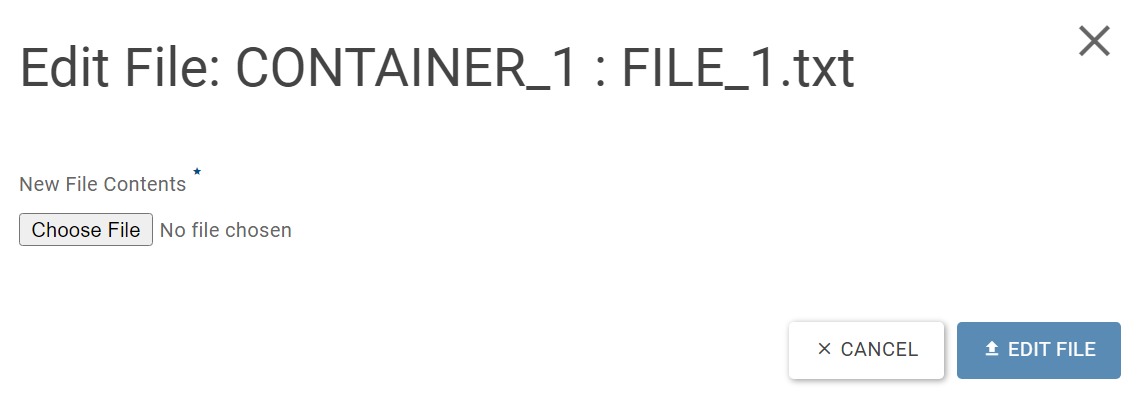 Edit File: CONTAINER_1 : FILE_1.txt
New File Contents *
Choose File No file chosen
CANCEL EDIT FILE